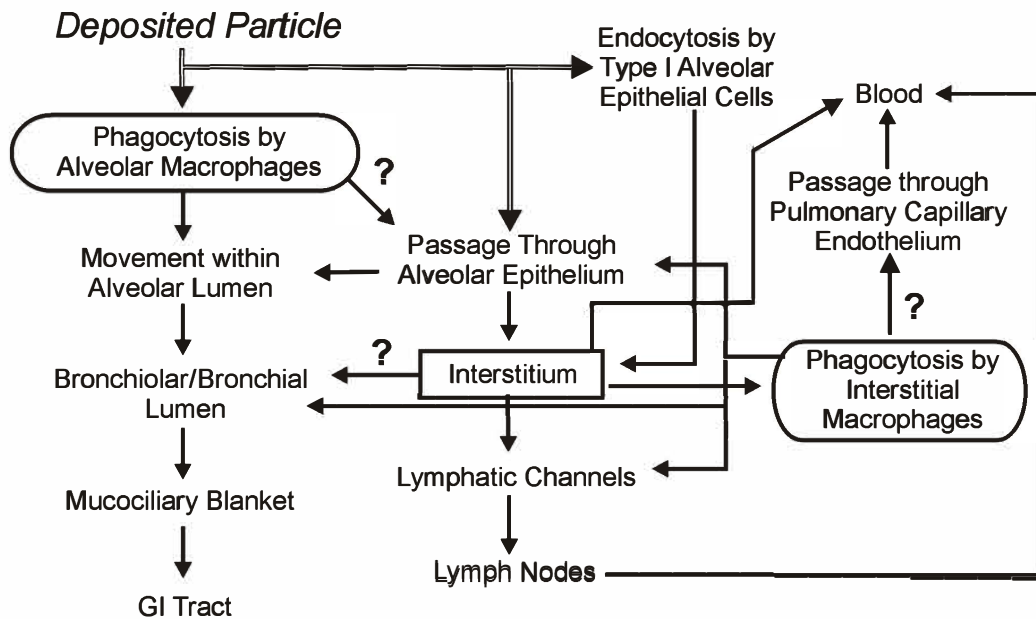 Deposited Particle
Endocytosis by
Type I Alveolar
Epithelial Cells
Blood
Phagocytosis by
Alveolar Macrophages
?
Passage through
Pulmonary Capillary
Endothelium
Movement within
Alveolar Lumen
Passage Through
Alveolar Epithelium
?
?
Bronchiolar/Bronchial
Lumen
Interstitium
Phagocytosis by
Interstitial
Macrophages
Lymphatic Channels
Mucociliary Blanket
Lymph Nodes
GI Tract